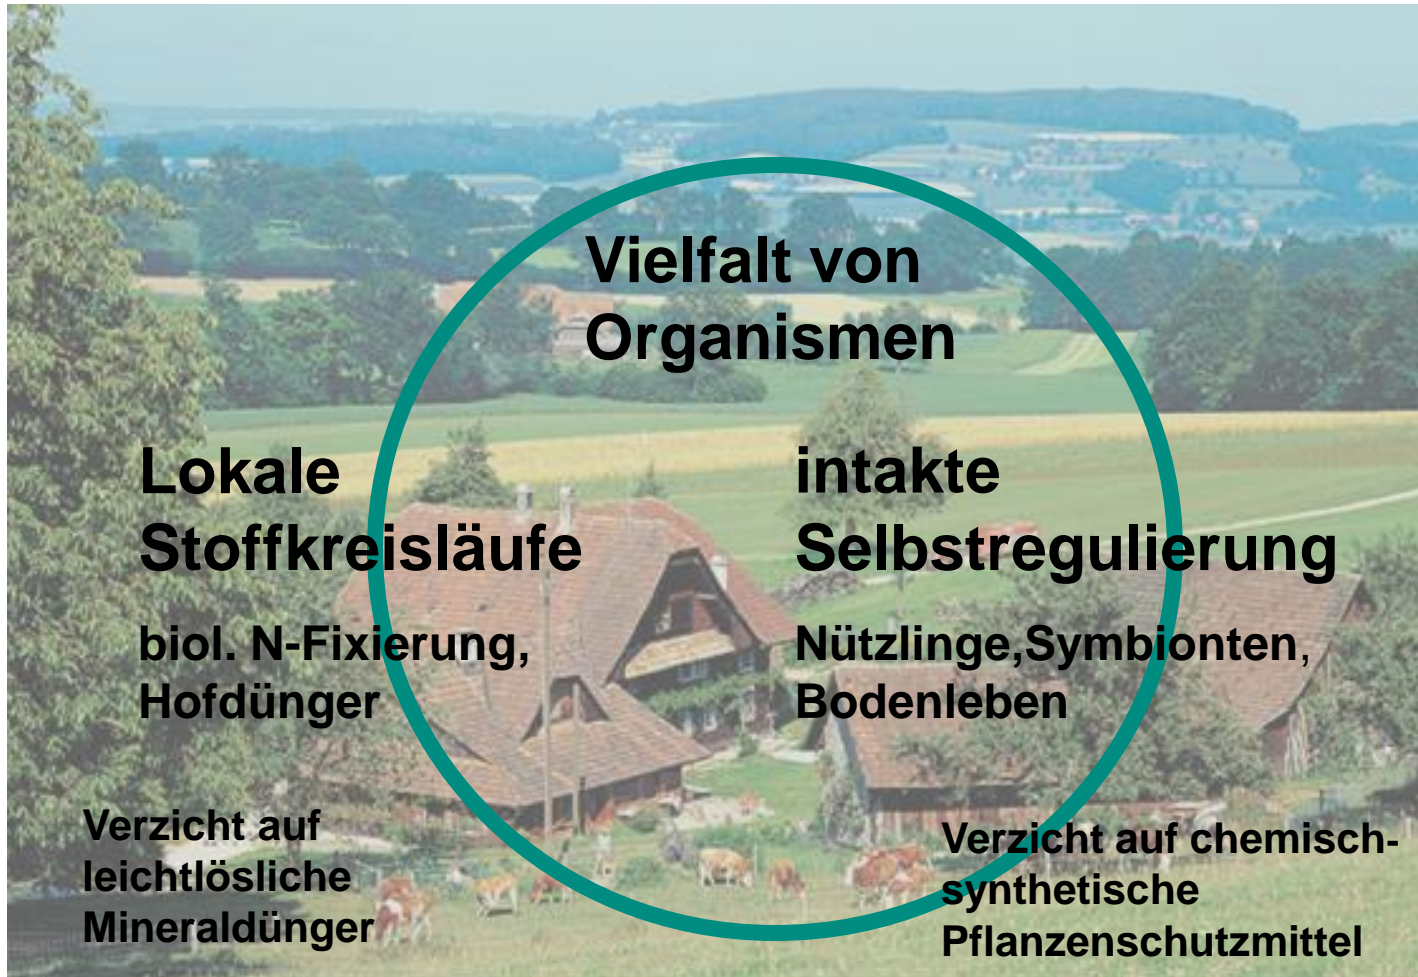 Vielfalt von
Organismen
Lokale
Stoffkreisläufe
biol. N-Fixierung,
Hofdünger
intakte
Selbstregulierung
Nützlinge,Symbionten,
Bodenleben
Verzicht auf
leichtlösliche
Mineraldünger
Verzicht auf chemisch-
synthetische
Pflanzenschutzmittel